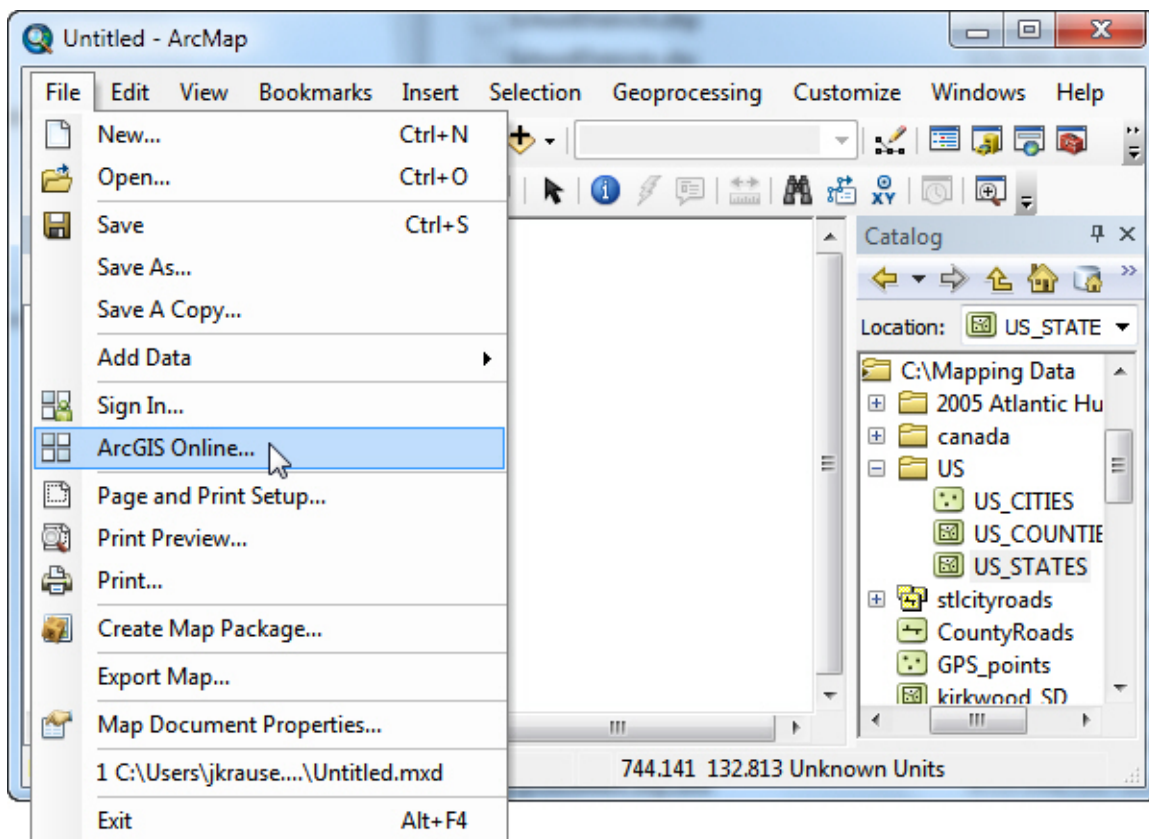 Untitled - ArcMap
File Edit View Bookmarks Insert Selection Geoprocessing Customize Windows Help
New... Ctrl+N
Open... Ctrl+O
Save Ctrl+S
Save As...
Save A Copy...
Add Data
Sign In...
ArcGIS Online...
Page and Print Setup...
Print Preview...
Print...
Create Map Package...
Export Map...
Map Document Properties...
1 C:\Users\jkrause....\Untitled.mxd
Exit Alt+F4
XY
Catalog
Location: US_STATE
C:\Mapping Data
2005 Atlantic Hu
canada
US
US_CITIES
US_COUNTIE
US_STATES
stlcityroads
CountyRoads
GPS_points
kirkwood_SD
744.141 132.813 Unknown Units